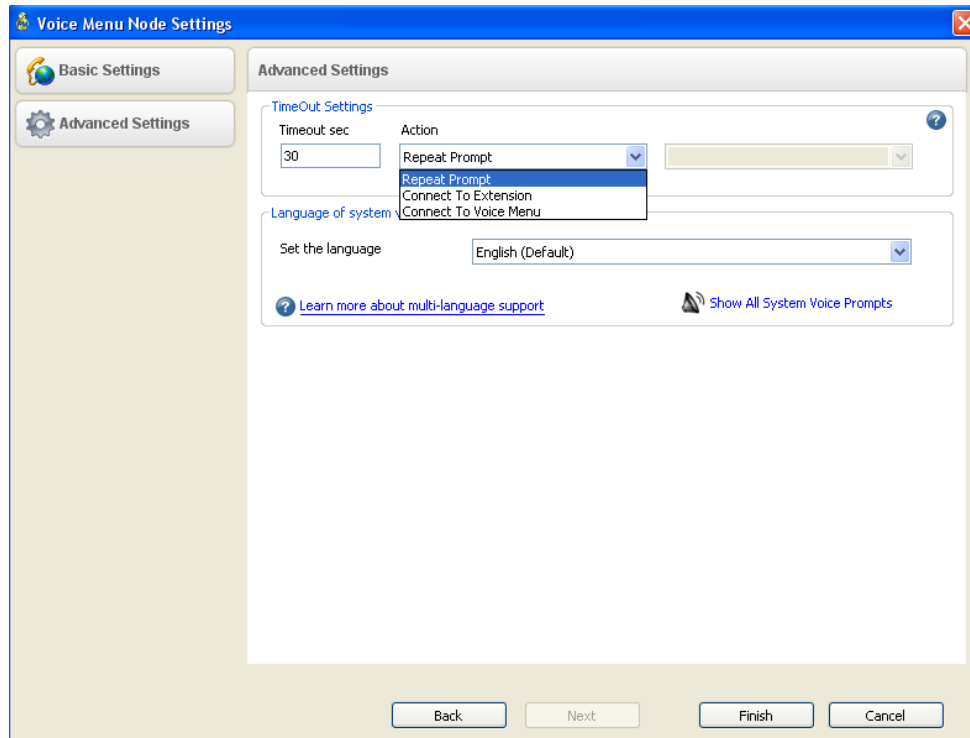 Voice Menu Node Settings
Basic Settings
Advanced Settings
Advanced Settings
TimeOut Settings
Timeout sec Action
30 Repeat Prompt
Repeat Prompt
Connect To Extension
Connect To Voice Menu
Language of system
Set the language English (Default)
Learn more about multi-language support Show All System Voice Prompts
Back Next Finish Cancel